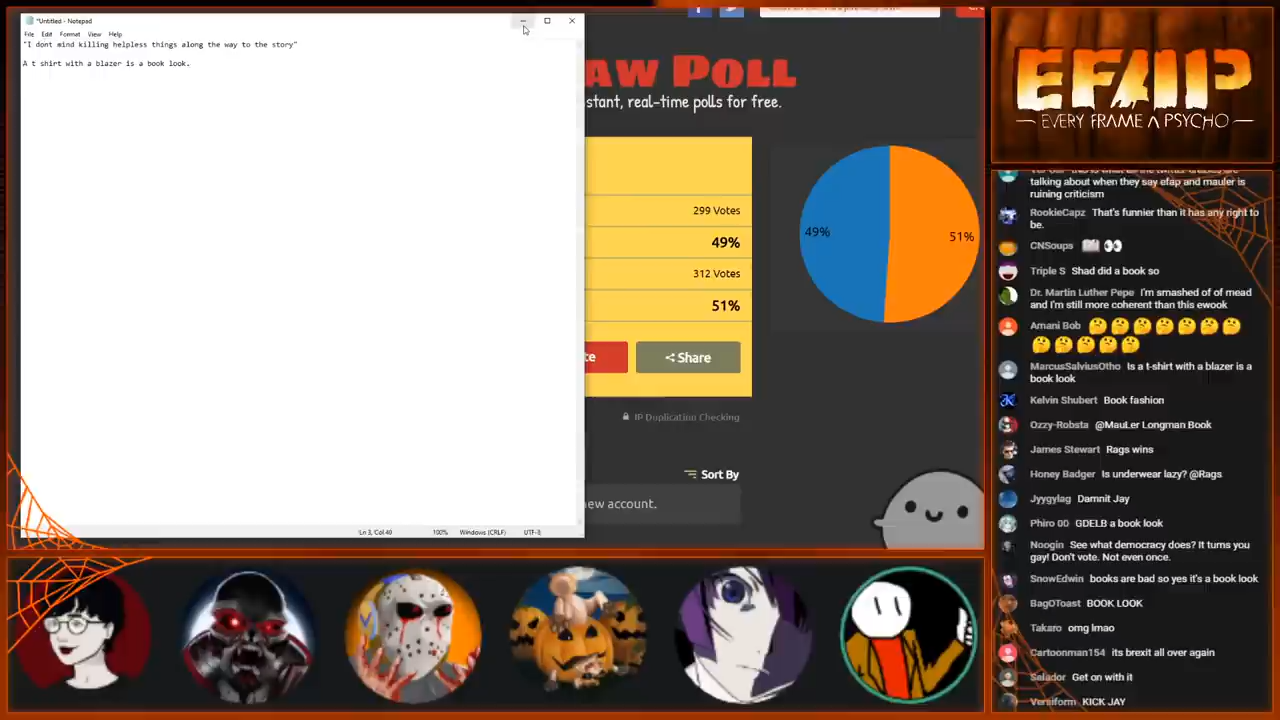 *Untitled - Notepad
File Edit Format View Help
"I dont mind killing helpless things along the way to the story"
A t shirt with a blazer is a book look.
Ln 3, Col 40 100% Windows (CRLF) UTF-8
AW POLL
stant, real-time polls for free.
299 Votes
49%
312 Votes
51%
te
Share
IP Duplication Checking
Sort By
new account.
49%
51%
EFAP
EVERY FRAME A PSYCHO
talking about when they say efap and mauler is
ruining criticism
RookieCapz That's funnier than it has any right to
be.
CNSoups
Triple S Shad did a book so
Dr. Martin Luther Pepe I'm smashed of of mead
and I'm still more coherent than this ewook
Amani Bob
MarcusSalviusOtho Is a t-shirt with a blazer is a
book look
Kelvin Shubert Book fashion
Ozzy-Robsta @MauLer Longman Book
James Stewart Rags wins
Honey Badger Is underwear lazy? @Rags
Jyygylag Damnit Jay
Phiro 00 GDELB a book look
Noogin See what democracy does? It turns you
gay! Don't vote. Not even once.
SnowEdwin books are bad so yes it's a book look
BagOToast BOOK LOOK
Takaro omg lmao
Cartoonman154 its brexit all over again
Salador Get on with it
Versiform KICK JAY